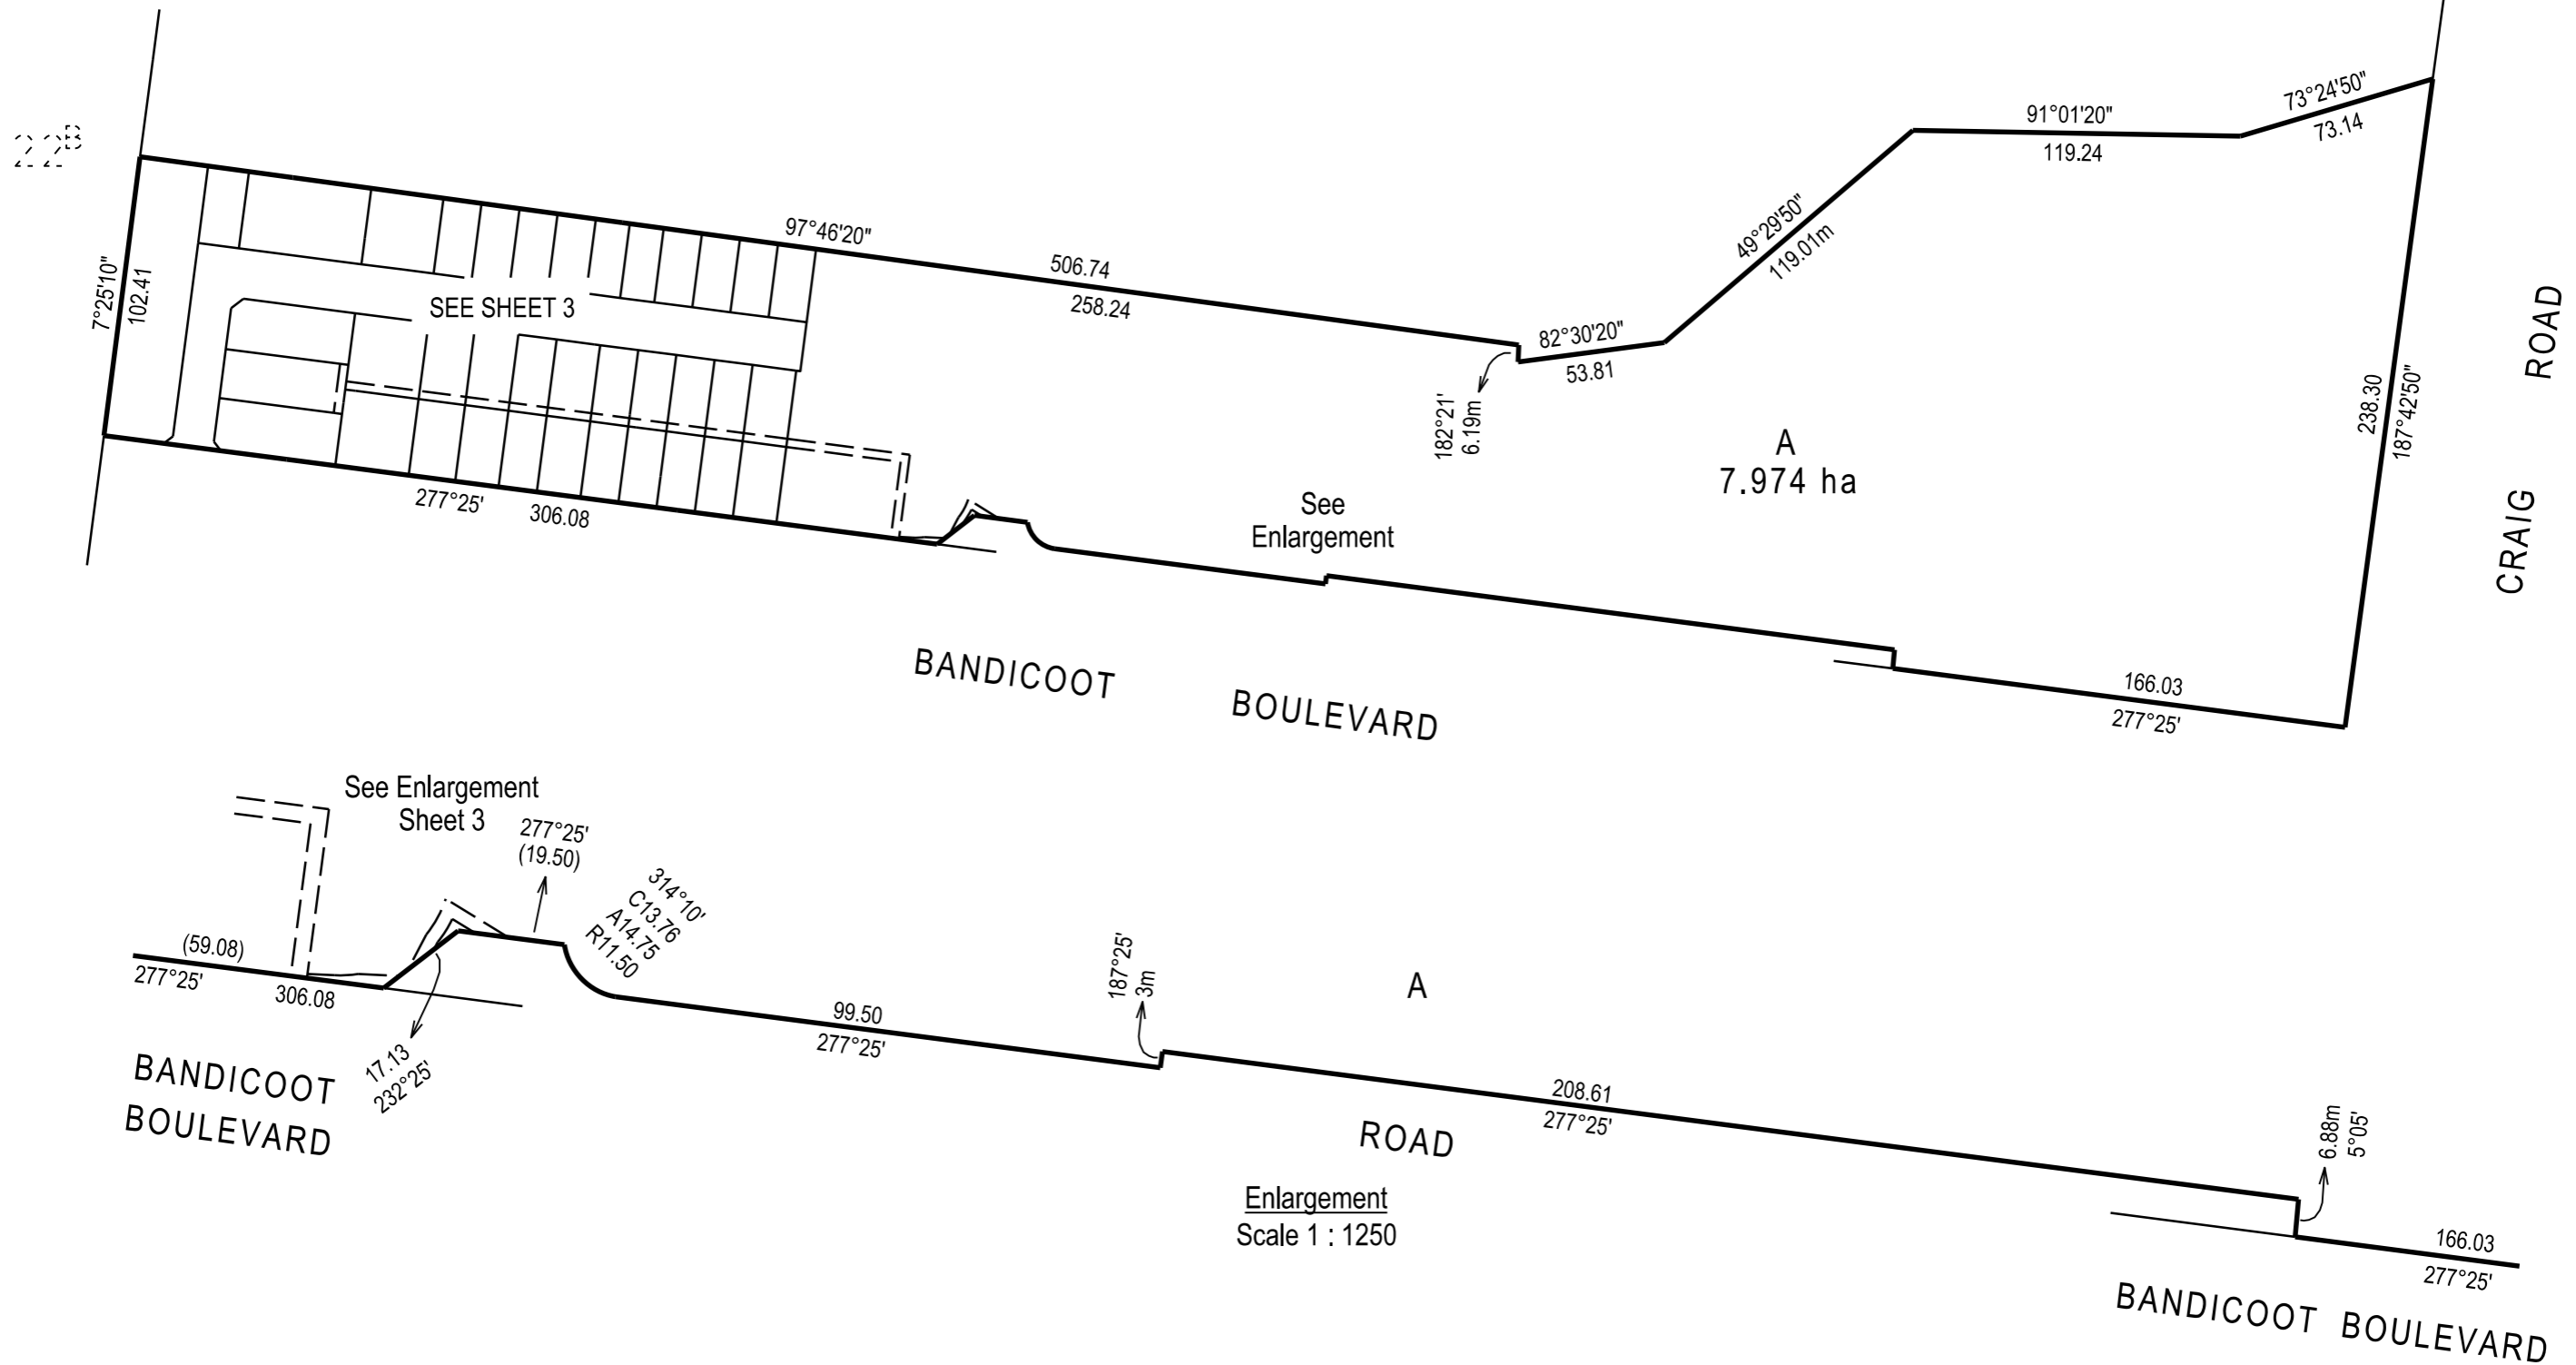 22B
7°25'10"
102.41
SEE SHEET 3
97°46'20"
506.74
258.24
277°25'
306.08
182°21'
6.19m
82°30'20"
53.81
49°29'50"
119.01m
91°01'20"
119.24
73°24'50"
73.14
238.30
187°42'50"
CRAIG ROAD
A
7.974 ha
See
Enlargement
166.03
277°25'
BANDICOOT BOULEVARD
See Enlargement
Sheet 3
277°25'
(19.50)
314°10'
C13.76
A14.75
R11.50
(59.08)
277°25'
306.08
17.13
232°25'
BANDICOOT
BOULEVARD
99.50
277°25'
187°25'
3m
A
208.61
277°25'
ROAD
Enlargement
Scale 1 : 1250
6.88m
5°05'
166.03
277°25'
BANDICOOT BOULEVARD